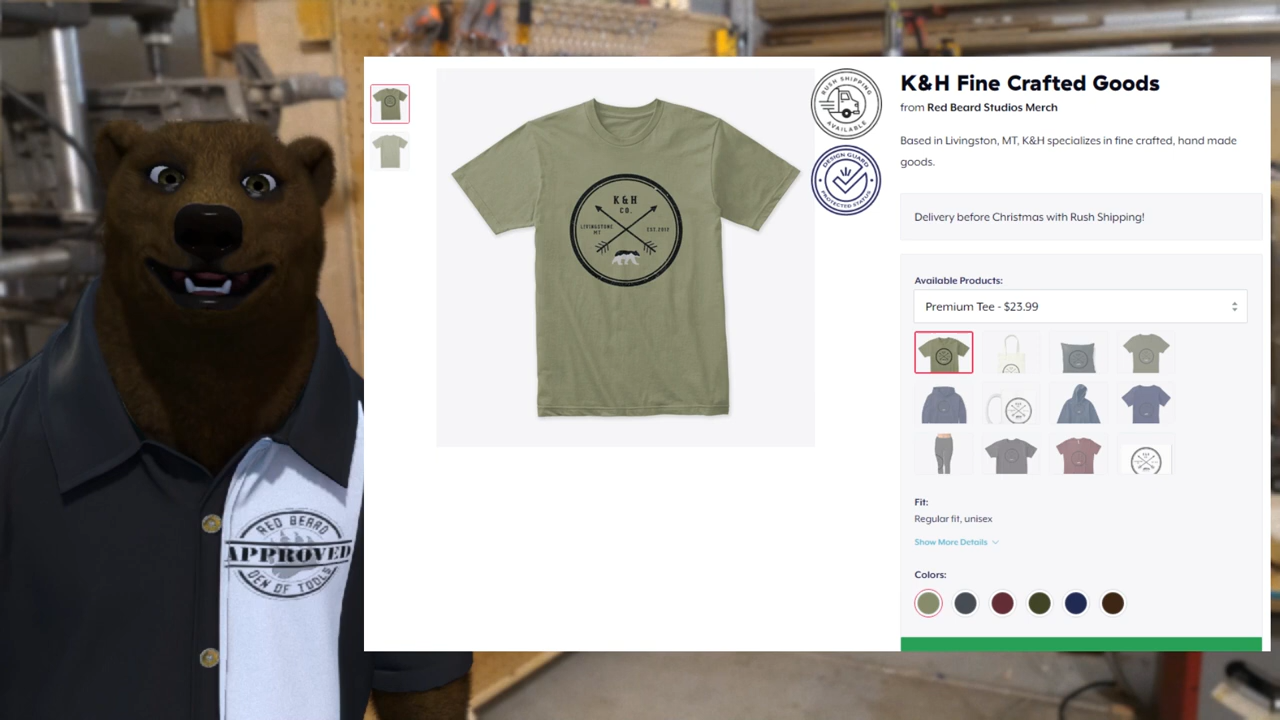 RED BEARD
APPROVED
DEN OF TOOLS
K&H
CO.
LIVINGSTONE
MT
EST. 2017
RUSH SHIPPING
AVAILABLE
DESIGN GUARD
PROTECTED STATUS
K&H Fine Crafted Goods
from Red Beard Studios Merch
Based in Livingston, MT, K&H specializes in fine crafted, hand made
goods.
Delivery before Christmas with Rush Shipping!
Available Products:
Premium Tee - $23.99
Fit:
Regular fit, unisex
Show More Details
Colors: